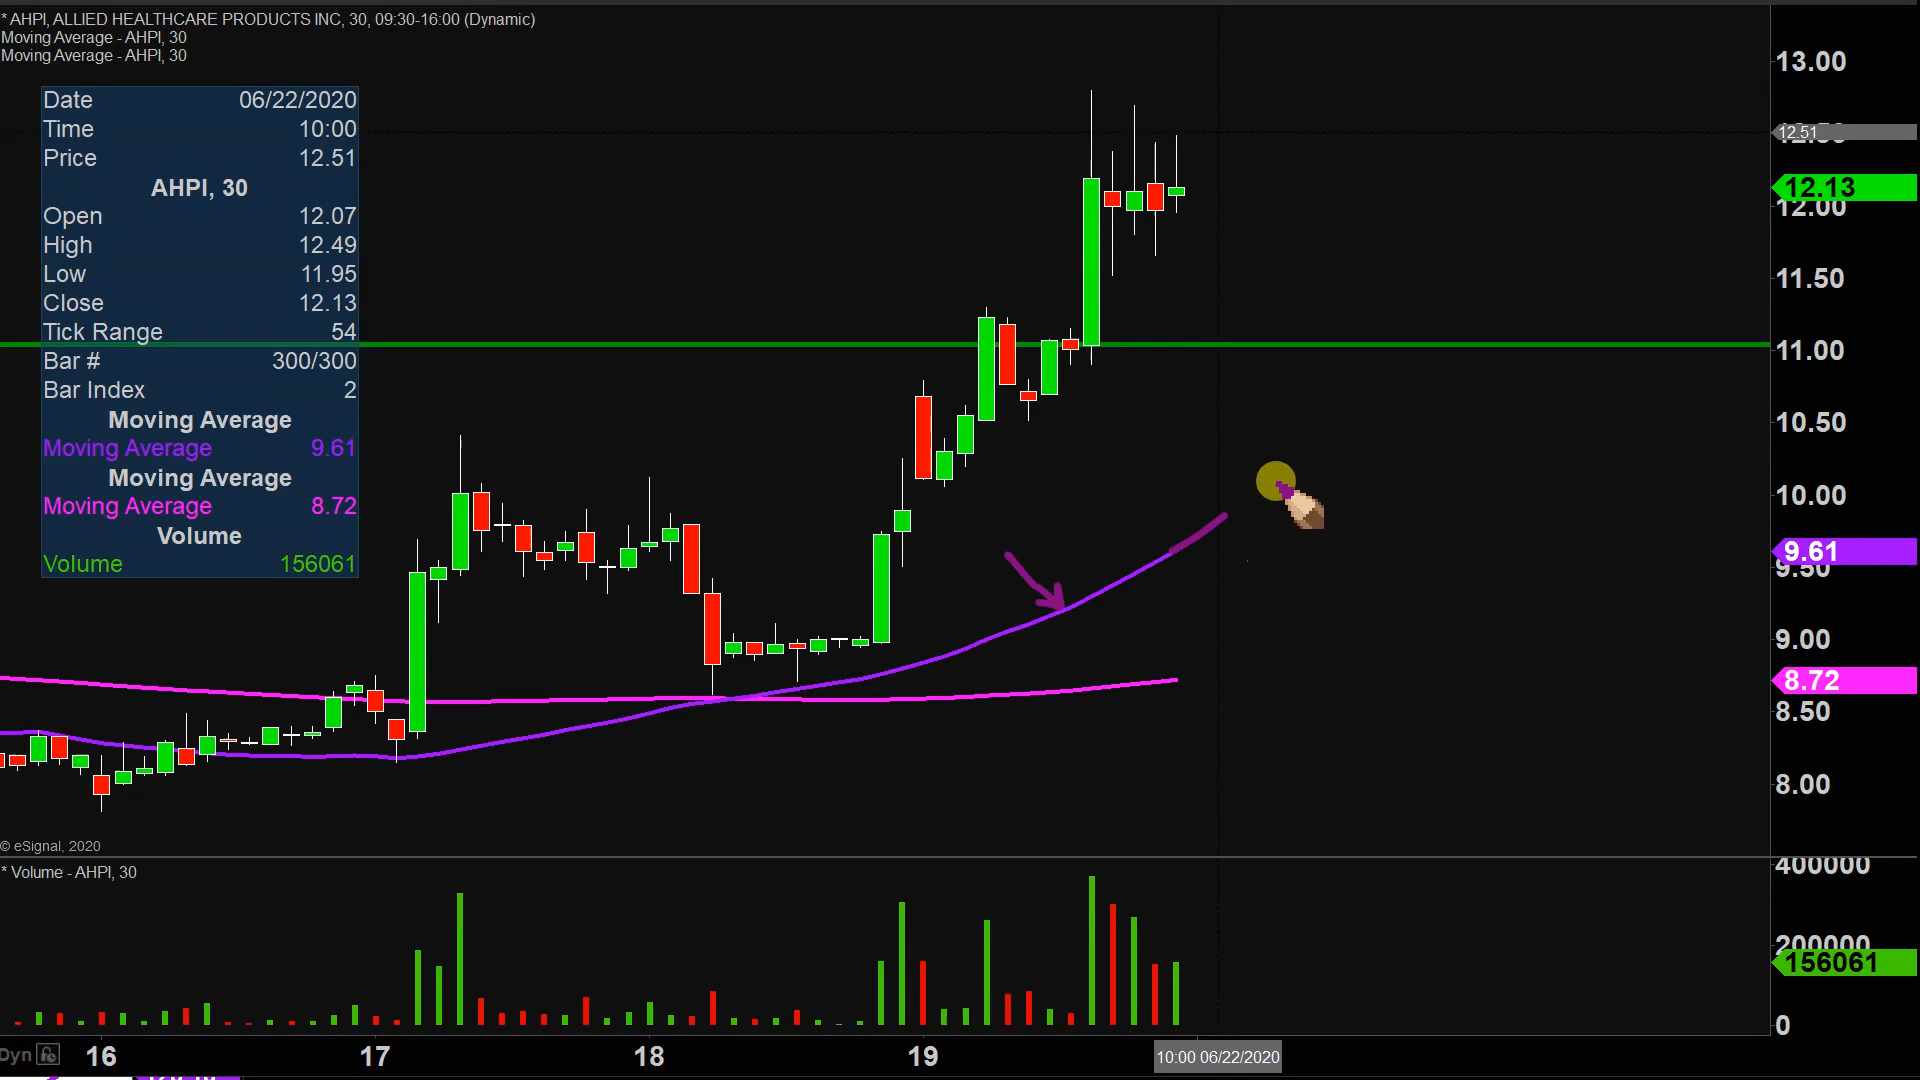 * AHPI, ALLIED HEALTHCARE PRODUCTS INC, 30, 09:30-16:00 (Dynamic)
Moving Average - AHPI, 30
Moving Average - AHPI, 30
Date 06/22/2020
Time 10:00
Price 12.51
AHPI, 30
Open 12.07
High 12.49
Low 11.95
Close 12.13
Tick Range 54
Bar # 300/300
Bar Index 2
Moving Average
Moving Average 9.61
Moving Average
Moving Average 8.72
Volume
Volume 156061
13.00
12.51
12.13
12.00
11.50
11.00
10.50
10.00
9.61
9.50
9.00
8.72
8.50
8.00
© eSignal, 2020
* Volume - AHPI, 30
400000
200000
156061
0
Dyn
16 17 18 19 10:00 06/22/2020